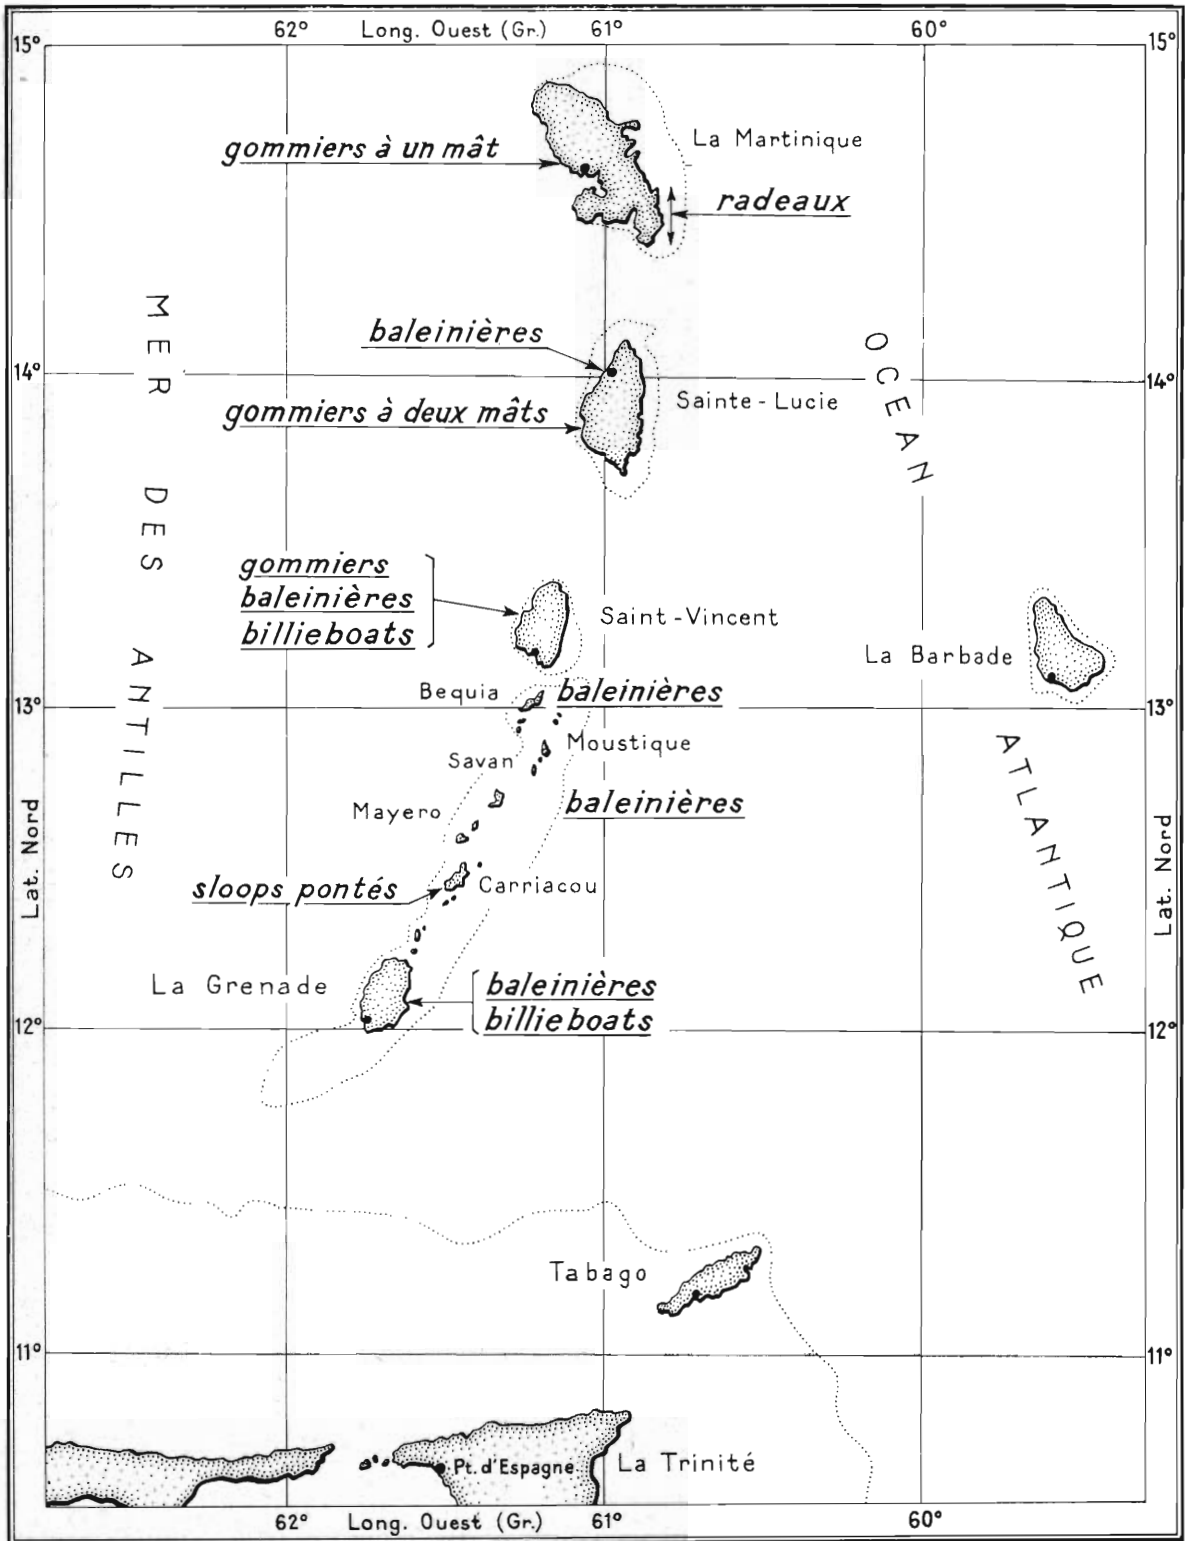 62° Long. Ouest (Gr.) 61° 60°
15° 15°
La Martinique
gommiers à un mât
radeaux
MER DES ANTILLES
OCEAN ATLANTIQUE
baleinières
14° 14°
Sainte-Lucie
gommiers à deux mâts
gommiers
baleinières
billieboats
Saint-Vincent
La Barbade
Bequia
baleinières
13° 13°
Moustique
Savan
Mayero
baleinières
Lat. Nord
Lat. Nord
sloops pontés
Carriacou
La Grenade
baleinières
billieboats
12° 12°
Tabago
11° 11°
Pt. d'Espagne
La Trinité
62° Long. Ouest (Gr.) 61° 60°